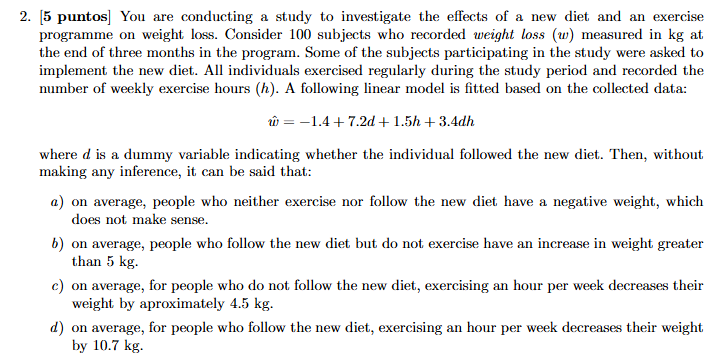 2. [5 puntos] You are conducting a study to investigate the effects of a new diet and an exercise
programme on weight loss. Consider 100 subjects who recorded weight loss (w) measured in kg at
the end of three months in the program. Some of the subjects participating in the study were asked to
implement the new diet. All individuals exercised regularly during the study period and recorded the
number of weekly exercise hours (h). A following linear model is fitted based on the collected data:
ŵ = −1.4 + 7.2d + 1.5h + 3.4dh
where d is a dummy variable indicating whether the individual followed the new diet. Then, without
making any inference, it can be said that:
a) on average, people who neither exercise nor follow the new diet have a negative weight, which
does not make sense.
b) on average, people who follow the new diet but do not exercise have an increase in weight greater
than 5 kg.
c) on average, for people who do not follow the new diet, exercising an hour per week decreases their
weight by aproximately 4.5 kg.
d) on average, for people who follow the new diet, exercising an hour per week decreases their weight
by 10.7 kg.